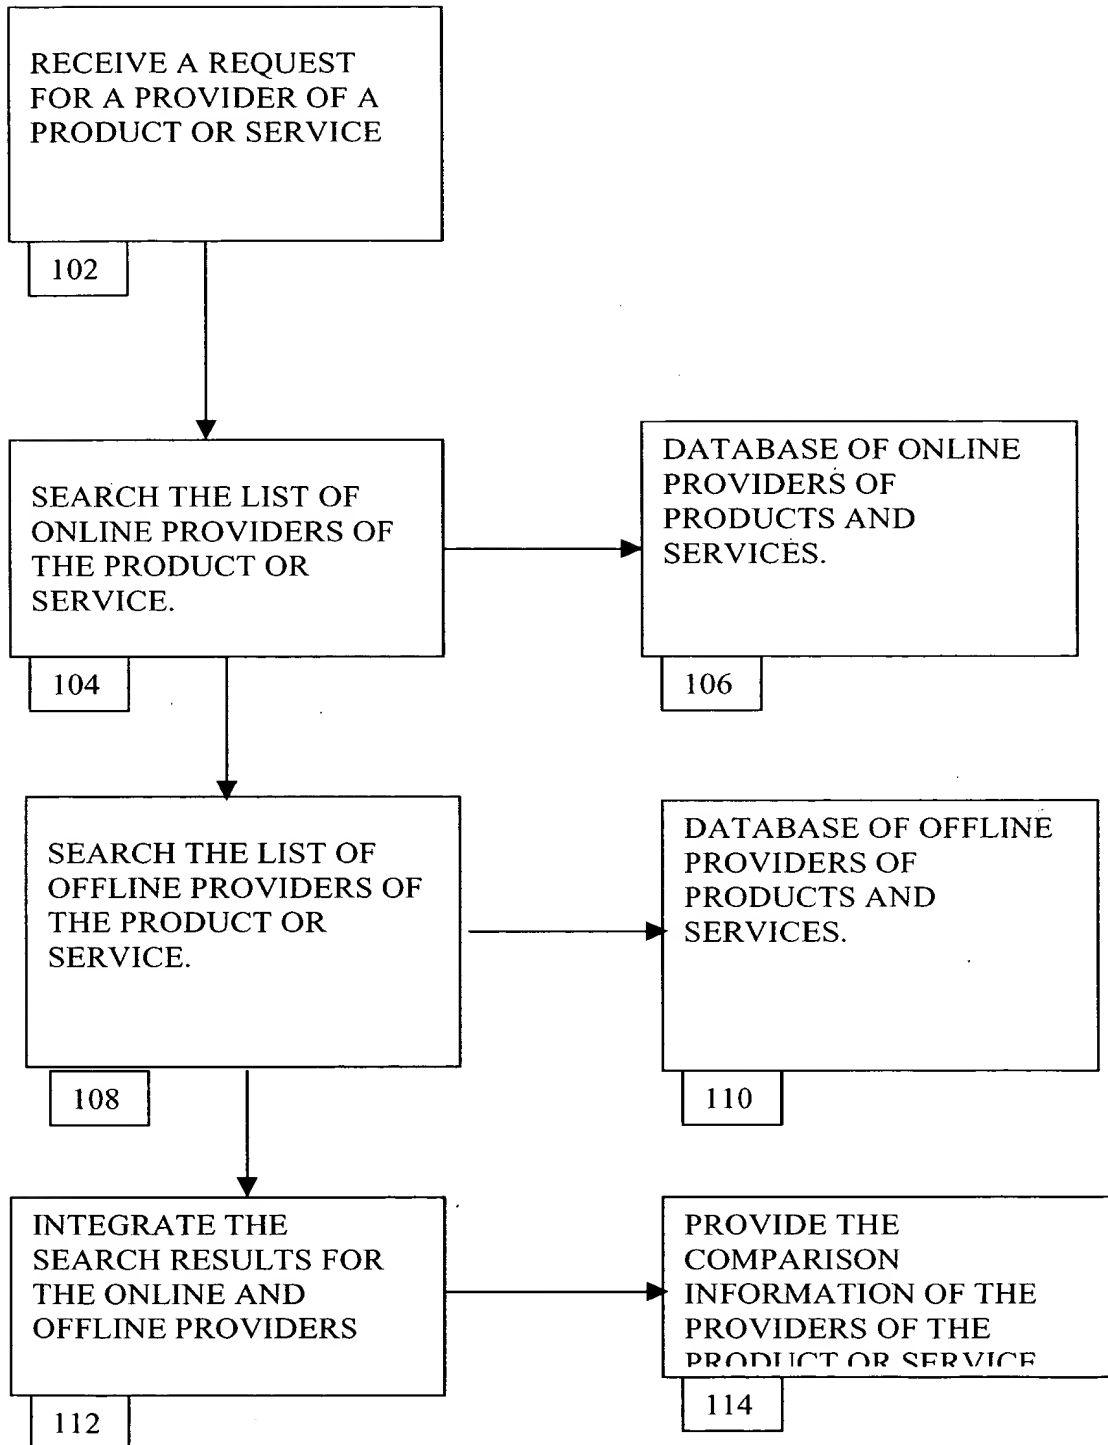 RECEIVE A REQUEST
FOR A PROVIDER OF A
PRODUCT OR SERVICE
102
SEARCH THE LIST OF
ONLINE PROVIDERS OF
THE PRODUCT OR
SERVICE.
104
DATABASE OF ONLINE
PROVIDERS OF
PRODUCTS AND
SERVICES.
106
SEARCH THE LIST OF
OFFLINE PROVIDERS OF
THE PRODUCT OR
SERVICE.
108
DATABASE OF OFFLINE
PROVIDERS OF
PRODUCTS AND
SERVICES.
110
INTEGRATE THE
SEARCH RESULTS FOR
THE ONLINE AND
OFFLINE PROVIDERS
112
PROVIDE THE
COMPARISON
INFORMATION OF THE
PROVIDERS OF THE
PRODUCT OR SERVICE
114